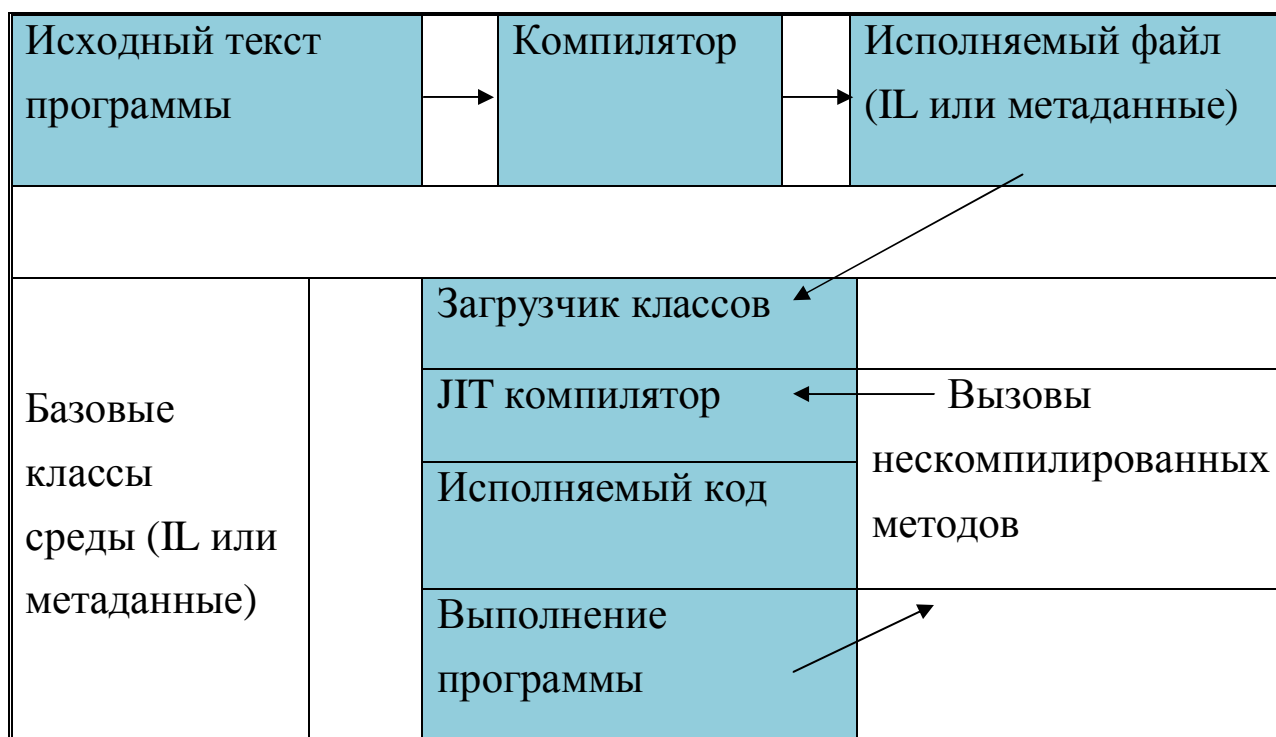 Исходный текст
программы
Компилятор
Исполняемый файл
(IL или метаданные)
Загрузчик классов
JIT компилятор
Исполняемый код
Выполнение
программы
Базовые
классы
среды (IL или
метаданные)
Вызовы
нескомпилированных
методов